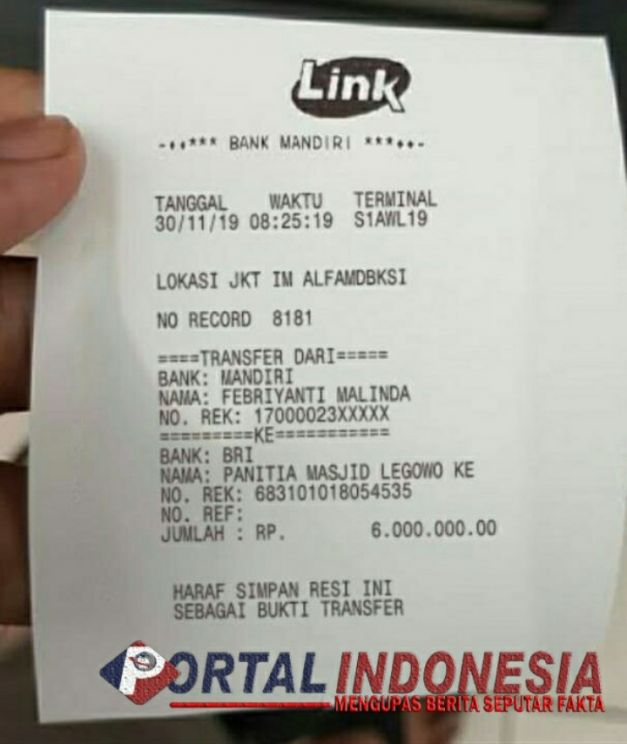 Link
-++*** BANK MANDIRI ***++-
TANGGAL WAKTU TERMINAL
30/11/19 08:25:19 S1AWL19
LOKASI JKT IM ALFAMDBKSI
NO RECORD 8181
====TRANSFER DARI=====
BANK: MANDIRI
NAMA: FEBRIYANTI MALINDA
NO. REK: 17000023XXXXX
=========KE===========
BANK: BRI
NAMA: PANITIA MASJID LEGOWO KE
NO. REK: 683101018054535
NO. REF:
JUMLAH : RP. 6.000.000.00
HARAF SIMPAN RESI INI
SEBAGAI BUKTI TRANSFER
PORTAL INDONESIA
MENGUPAS BERITA SEPUTAR FAKTA